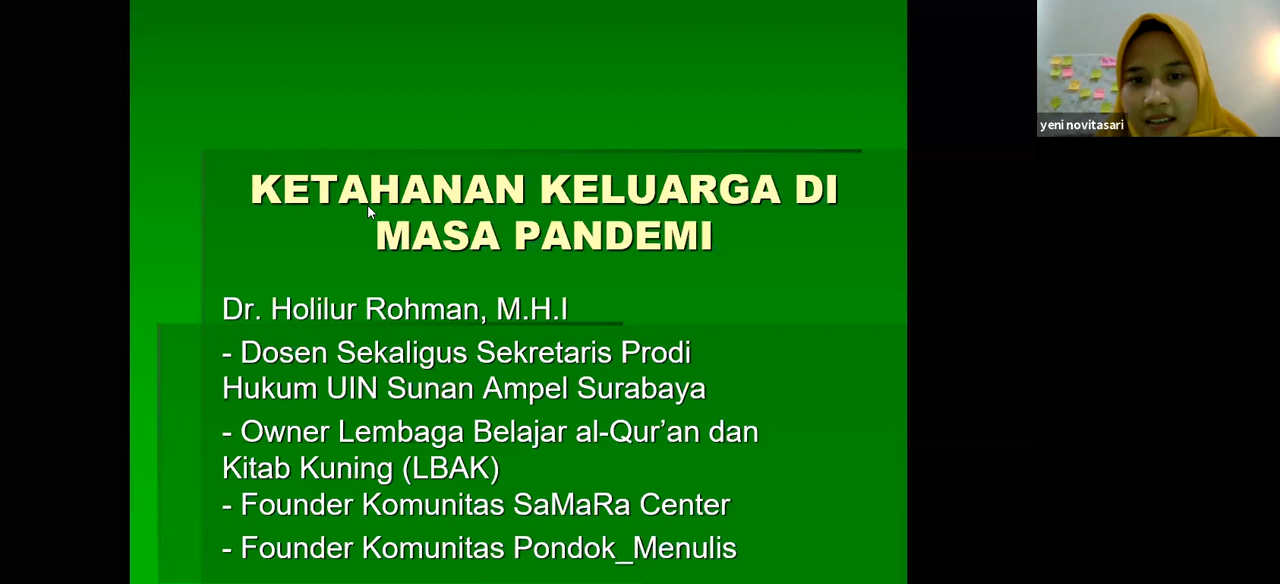 KETAHANAN KELUARGA DI
MASA PANDEMI
Dr. Holilur Rohman, M.H.I
- Dosen Sekaligus Sekretaris Prodi
Hukum UIN Sunan Ampel Surabaya
- Owner Lembaga Belajar al-Qur’an dan
Kitab Kuning (LBAK)
- Founder Komunitas SaMaRa Center
- Founder Komunitas Pondok_Menulis
yeni novitasari